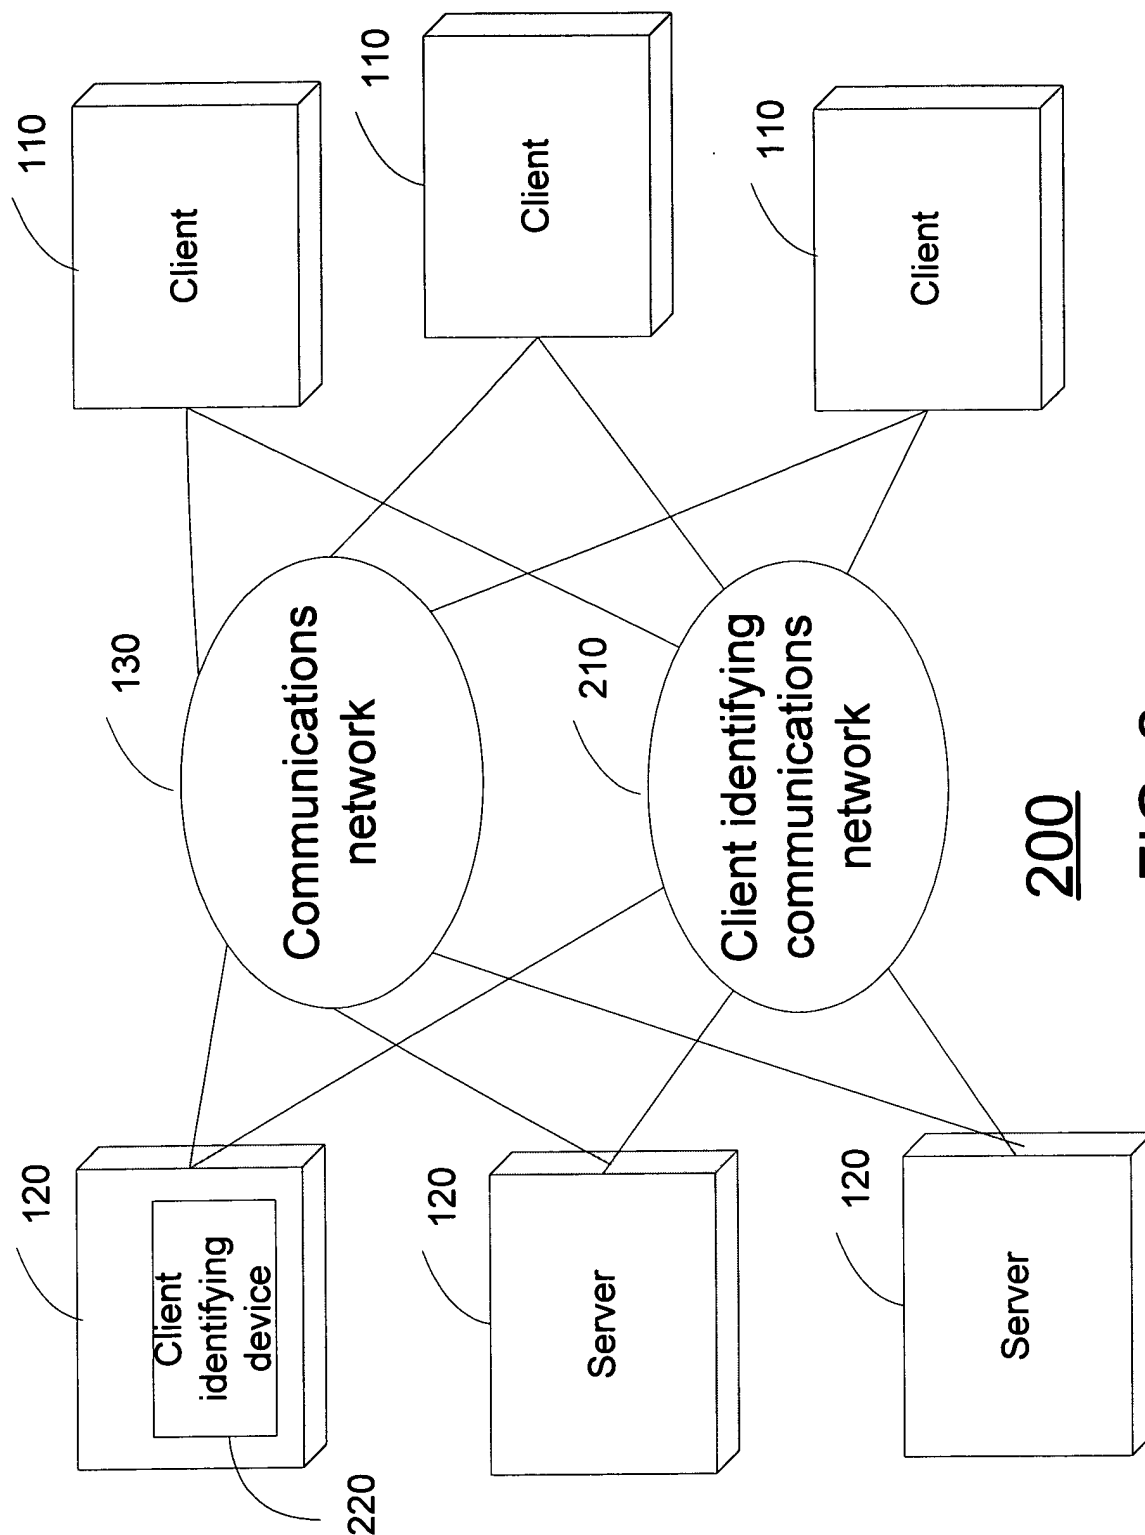 120
110
Client
identifying
device
220
130
Communications
network
Client
110
Client
120
Server
210
Client identifying
communications
network
110
Client
120
Server
200
FIG.